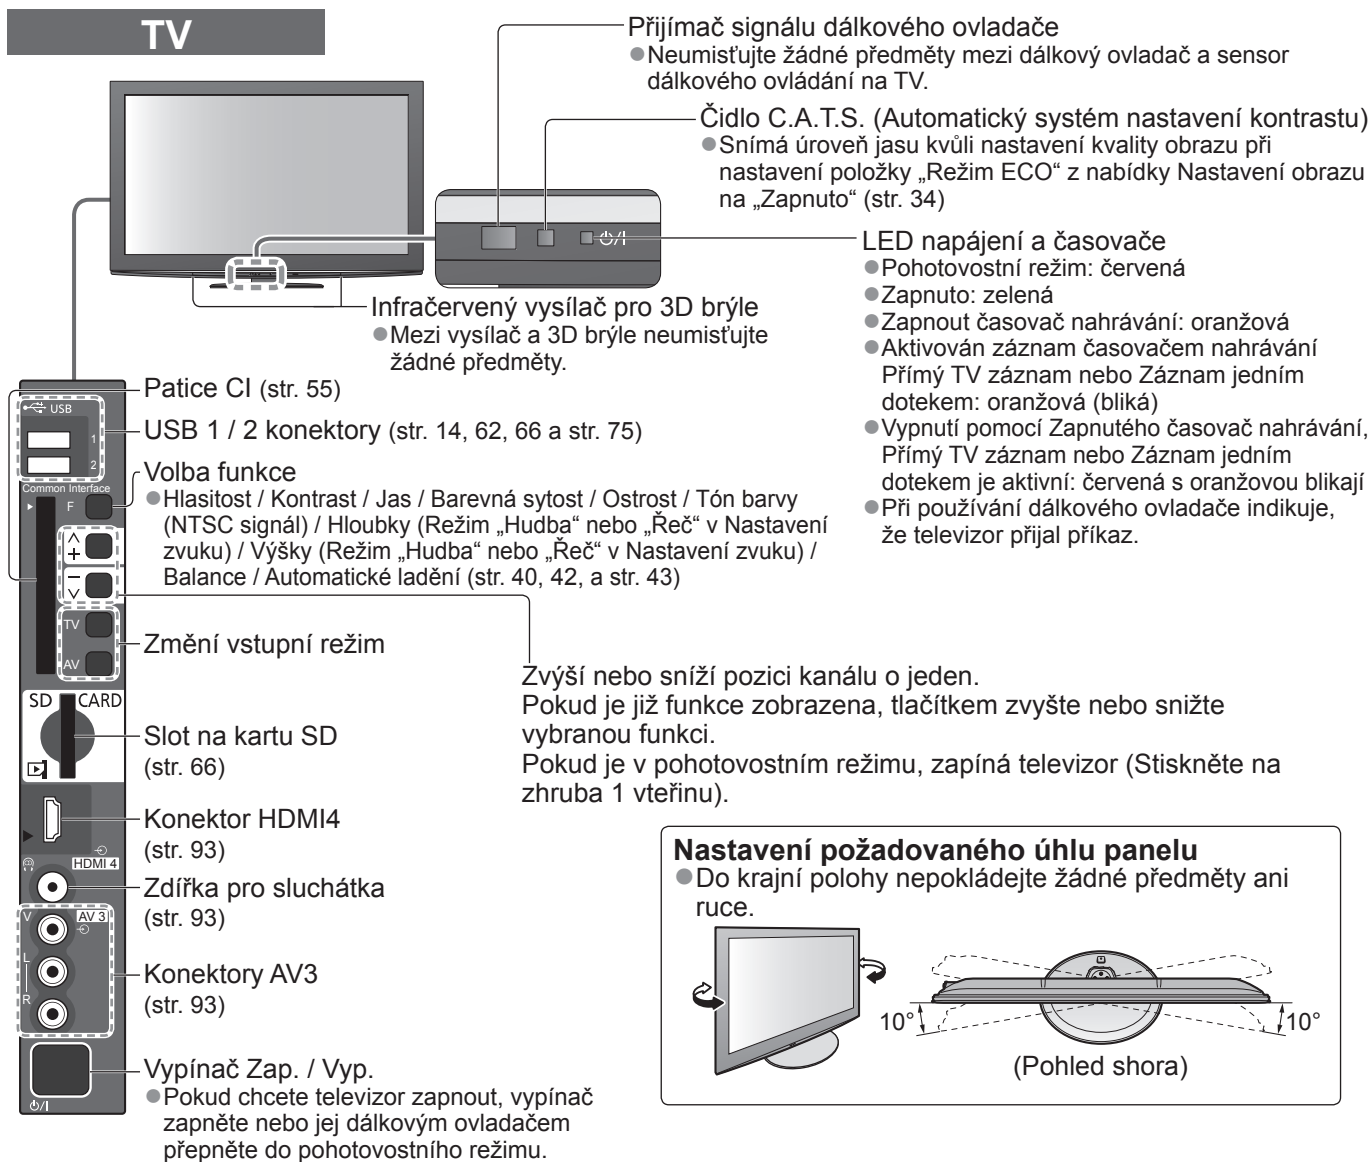 TV
Přijímač signálu dálkového ovladače
●Neumisťujte žádné předměty mezi dálkový ovladač a sensor
dálkového ovládání na TV.
Čidlo C.A.T.S. (Automatický systém nastavení kontrastu)
●Snímá úroveň jasu kvůli nastavení kvality obrazu při
nastavení položky „Režim ECO“ z nabídky Nastavení obrazu
na „Zapnuto“ (str. 34)
⏻/I
LED napájení a časovače
●Pohotovostní režim: červená
●Zapnuto: zelená
●Zapnout časovač nahrávání: oranžová
●Aktivován záznam časovačem nahrávání
Přímý TV záznam nebo Záznam jedním
dotekem: oranžová (bliká)
●Vypnutí pomocí Zapnutého časovač nahrávání,
Přímý TV záznam nebo Záznam jedním
dotekem je aktivní: červená s oranžovou blikají
●Při používání dálkového ovladače indikuje,
že televizor přijal příkaz.
Infračervený vysílač pro 3D brýle
●Mezi vysílač a 3D brýle neumisťujte
žádné předměty.
Patice CI (str. 55)
USB
1
2
USB 1 / 2 konektory (str. 14, 62, 66 a str. 75)
Common Interface
F
Volba funkce
●Hlasitost / Kontrast / Jas / Barevná sytost / Ostrost / Tón barvy
(NTSC signál) / Hloubky (Režim „Hudba“ nebo „Řeč“ v Nastavení
zvuku) / Výšky (Režim „Hudba“ nebo „Řeč“ v Nastavení zvuku) /
Balance / Automatické ladění (str. 40, 42, a str. 43)
+
−
TV
AV
Změní vstupní režim
Zvýší nebo sníží pozici kanálu o jeden.
Pokud je již funkce zobrazena, tlačítkem zvyšte nebo snižte
vybranou funkci.
Pokud je v pohotovostním režimu, zapíná televizor (Stiskněte na
zhruba 1 vteřinu).
SD CARD
Slot na kartu SD
(str. 66)
Konektor HDMI4
(str. 93)
HDMI 4
Zdířka pro sluchátka
(str. 93)
V
AV 3
L
R
Konektory AV3
(str. 93)
Vypínač Zap. / Vyp.
●Pokud chcete televizor zapnout, vypínač
zapněte nebo jej dálkovým ovladačem
přepněte do pohotovostního režimu.
⏻/I
Nastavení požadovaného úhlu panelu
●Do krajní polohy nepokládejte žádné předměty ani
ruce.
10°
10°
(Pohled shora)